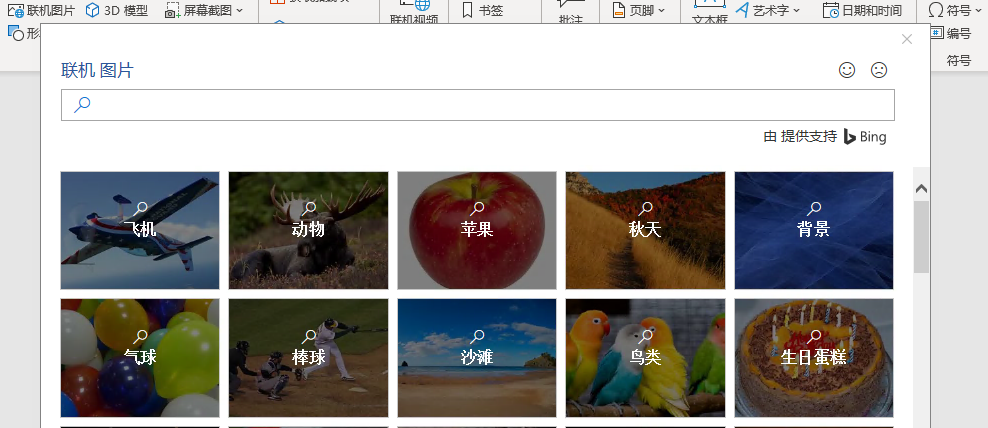 联机图片 3D 模型 屏幕截图 联机视频 书签 批注 页脚 文本框 艺术字 日期和时间 符号
编号
符号
联机 图片
由 提供支持 Bing
飞机 动物 苹果 秋天 背景
气球 棒球 沙滩 鸟类 生日蛋糕